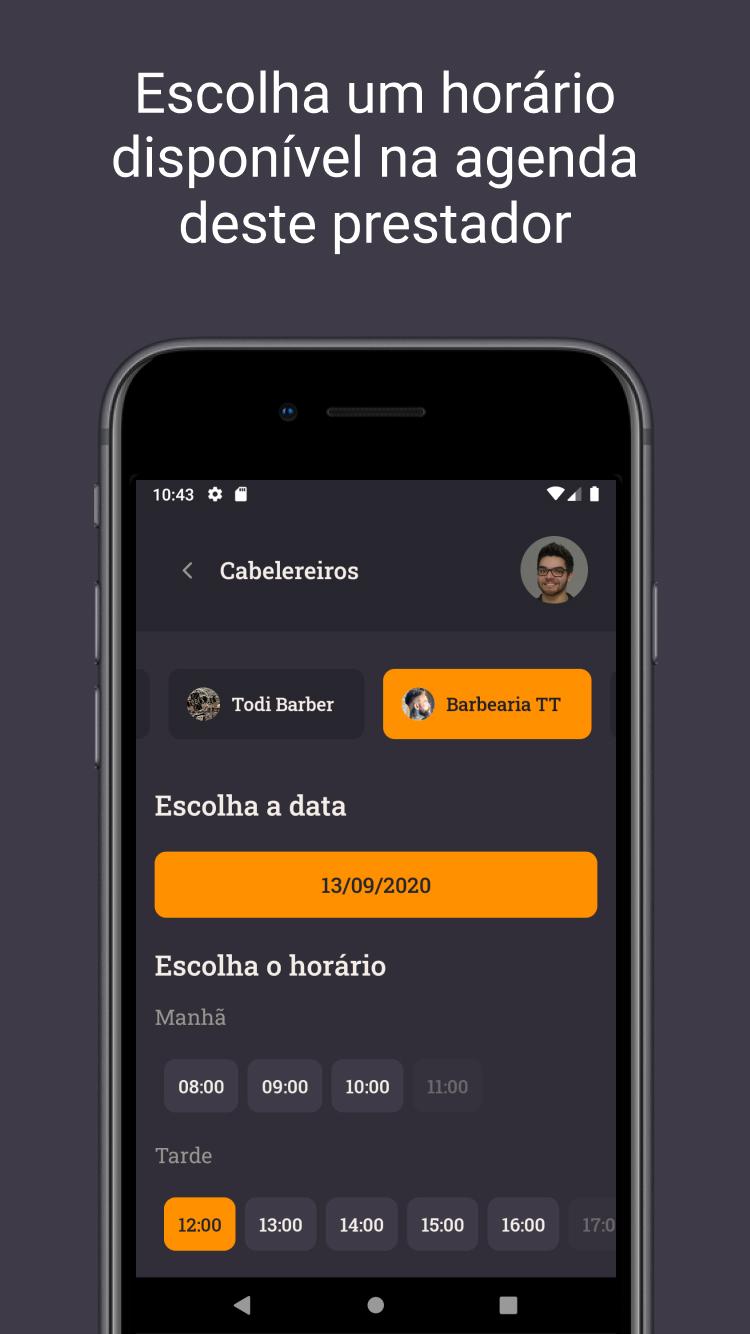 Escolha um horário
disponível na agenda
deste prestador
10:43
Cabelereiros
Todi Barber
Barbearia TT
Escolha a data
13/09/2020
Escolha o horário
Manhã
08:00 09:00 10:00 11:00
Tarde
12:00 13:00 14:00 15:00 16:00 17:0